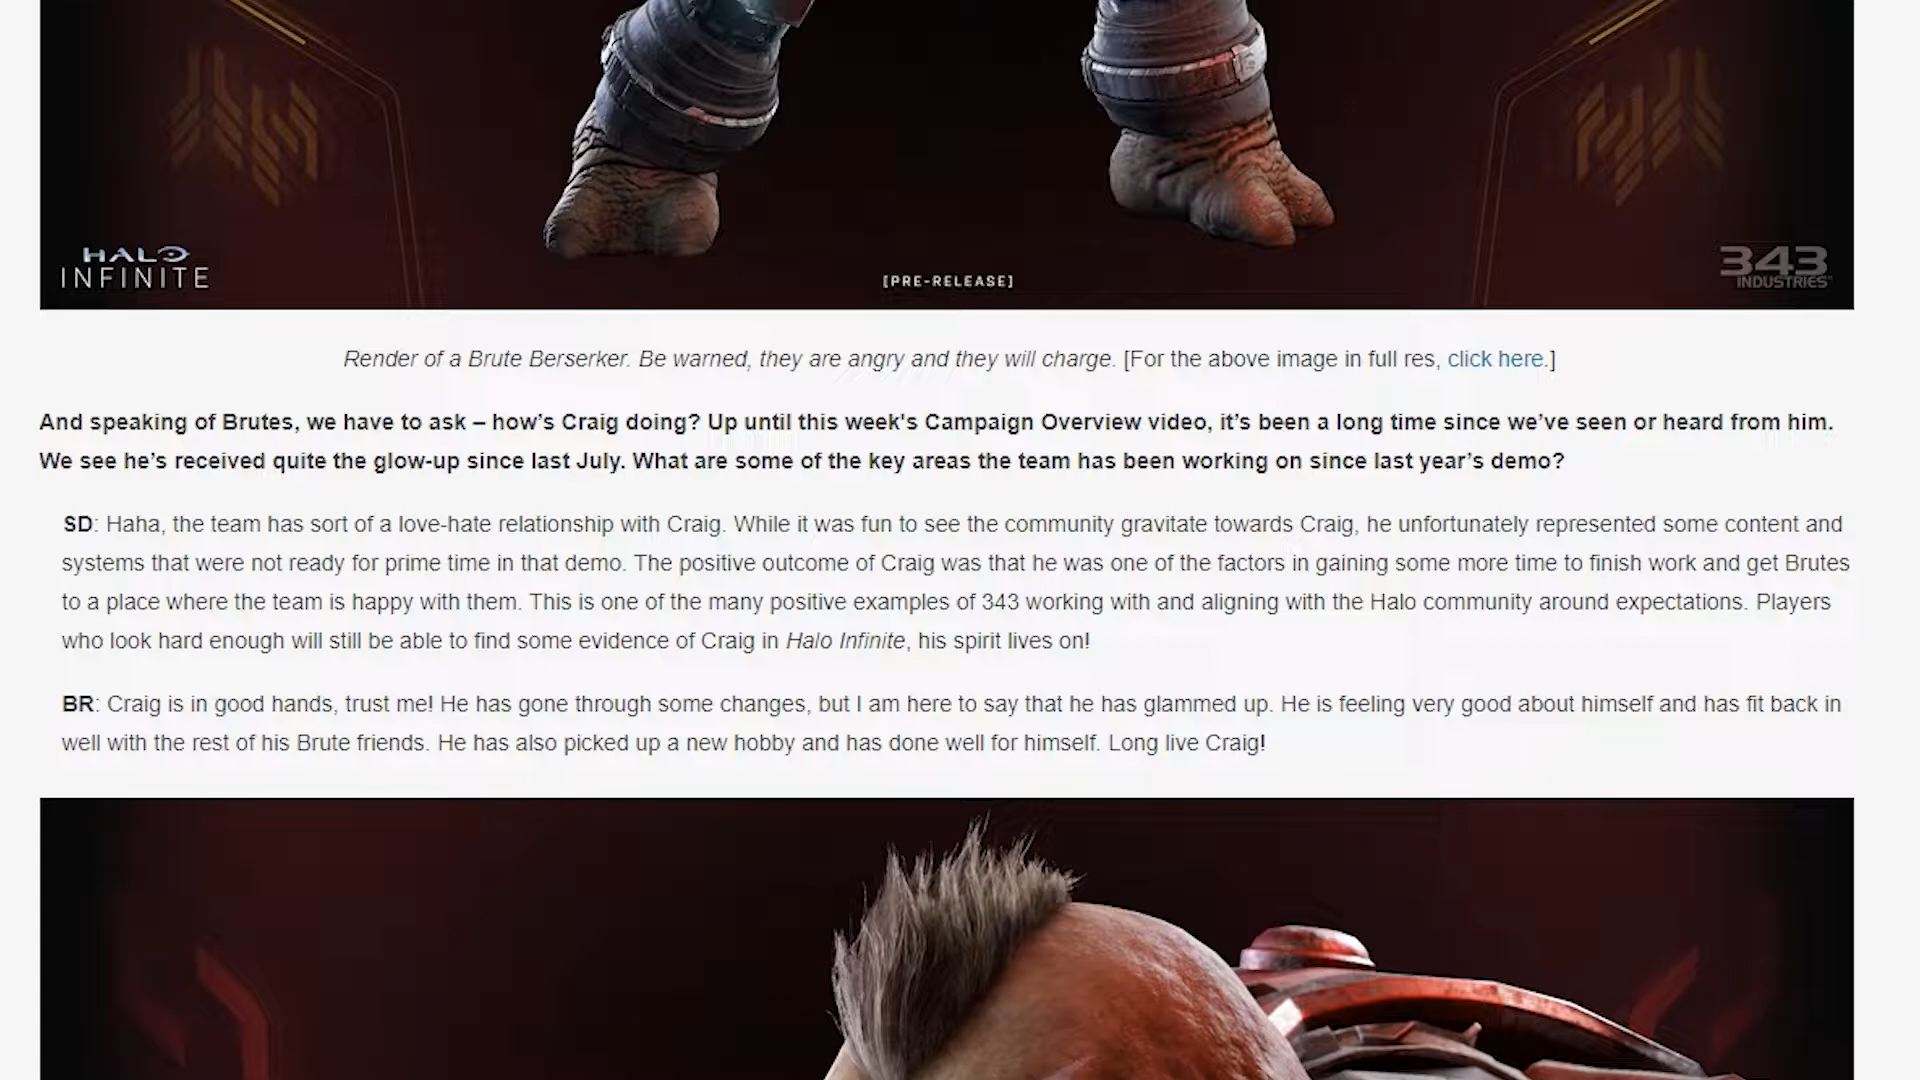 HALO
INFINITE
[PRE-RELEASE]
343
INDUSTRIES
Render of a Brute Berserker. Be warned, they are angry and they will charge. [For the above image in full res, click here.]
And speaking of Brutes, we have to ask – how’s Craig doing? Up until this week's Campaign Overview video, it’s been a long time since we’ve seen or heard from him.
We see he’s received quite the glow-up since last July. What are some of the key areas the team has been working on since last year’s demo?
SD: Haha, the team has sort of a love-hate relationship with Craig. While it was fun to see the community gravitate towards Craig, he unfortunately represented some content and
systems that were not ready for prime time in that demo. The positive outcome of Craig was that he was one of the factors in gaining some more time to finish work and get Brutes
to a place where the team is happy with them. This is one of the many positive examples of 343 working with and aligning with the Halo community around expectations. Players
who look hard enough will still be able to find some evidence of Craig in Halo Infinite, his spirit lives on!
BR: Craig is in good hands, trust me! He has gone through some changes, but I am here to say that he has glammed up. He is feeling very good about himself and has fit back in
well with the rest of his Brute friends. He has also picked up a new hobby and has done well for himself. Long live Craig!